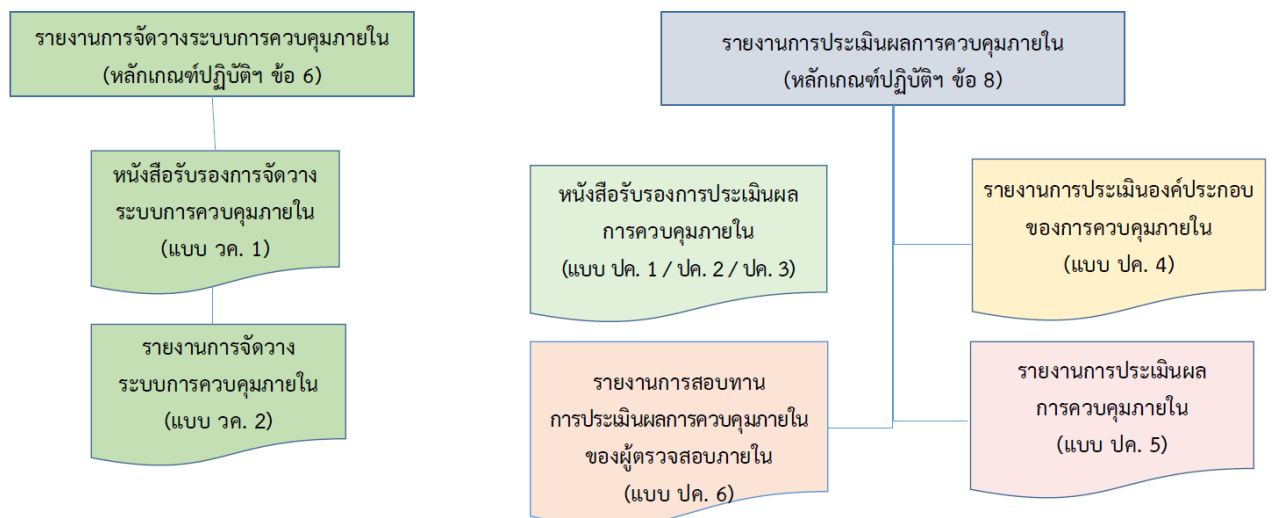 รายงานการจัดวางระบบการควบคุมภายใน
(หลักเกณฑ์ปฏิบัติฯ ข้อ 6)
หนังสือรับรองการจัดวาง
ระบบการควบคุมภายใน
(แบบ วค. 1)
รายงานการจัดวาง
ระบบการควบคุมภายใน
(แบบ วค. 2)
รายงานการประเมินผลการควบคุมภายใน
(หลักเกณฑ์ปฏิบัติฯ ข้อ 8)
หนังสือรับรองการประเมินผล
การควบคุมภายใน
(แบบ ปค. 1 / ปค. 2 / ปค. 3)
รายงานการประเมินองค์ประกอบ
ของการควบคุมภายใน
(แบบ ปค. 4)
รายงานการสอบทาน
การประเมินผลการควบคุมภายใน
ของผู้ตรวจสอบภายใน
(แบบ ปค. 6)
รายงานการประเมินผล
การควบคุมภายใน
(แบบ ปค. 5)